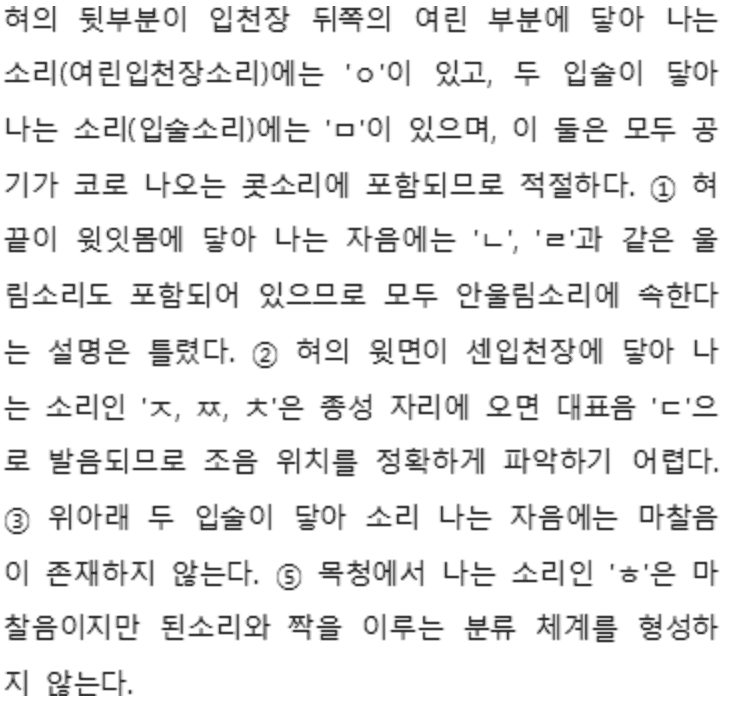 혀의 뒷부분이 입천장 뒤쪽의 여린 부분에 닿아 나는
소리(여린입천장소리)에는 'ㅇ'이 있고, 두 입술이 닿아
나는 소리(입술소리)에는 'ㅁ'이 있으며, 이 둘은 모두 공
기가 코로 나오는 콧소리에 포함되므로 적절하다. ① 혀
끝이 윗잇몸에 닿아 나는 자음에는 'ㄴ', 'ㄹ'과 같은 울
림소리도 포함되어 있으므로 모두 안울림소리에 속한다
는 설명은 틀렸다. ② 혀의 윗면이 센입천장에 닿아 나
는 소리인 'ㅈ, ㅉ, ㅊ'은 종성 자리에 오면 대표음 'ㄷ'으
로 발음되므로 조음 위치를 정확하게 파악하기 어렵다.
③ 위아래 두 입술이 닿아 소리 나는 자음에는 마찰음
이 존재하지 않는다. ⑤ 목청에서 나는 소리인 'ㅎ'은 마
찰음이지만 된소리와 짝을 이루는 분류 체계를 형성하
지 않는다.